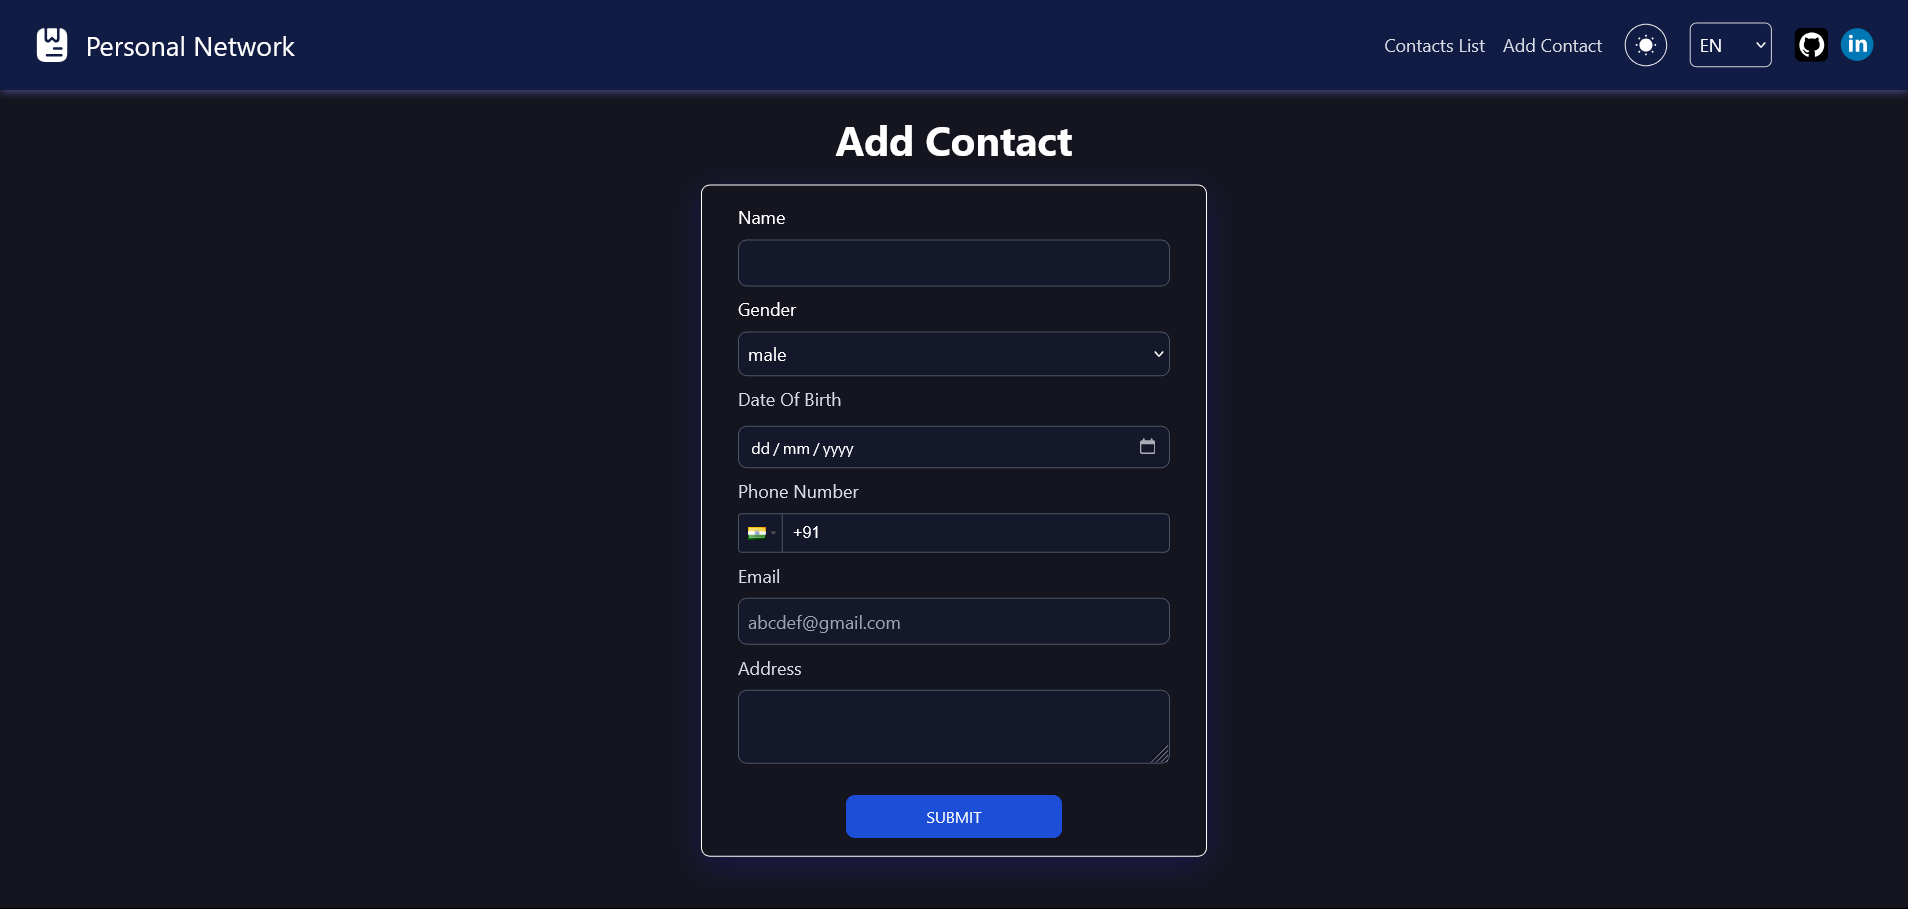 Personal Network
Contacts List
Add Contact
EN
in
Add Contact
Name
Gender
male
Date Of Birth
dd/mm/yyyy
Phone Number
+91
Email
abcdef@gmail.com
Address
SUBMIT